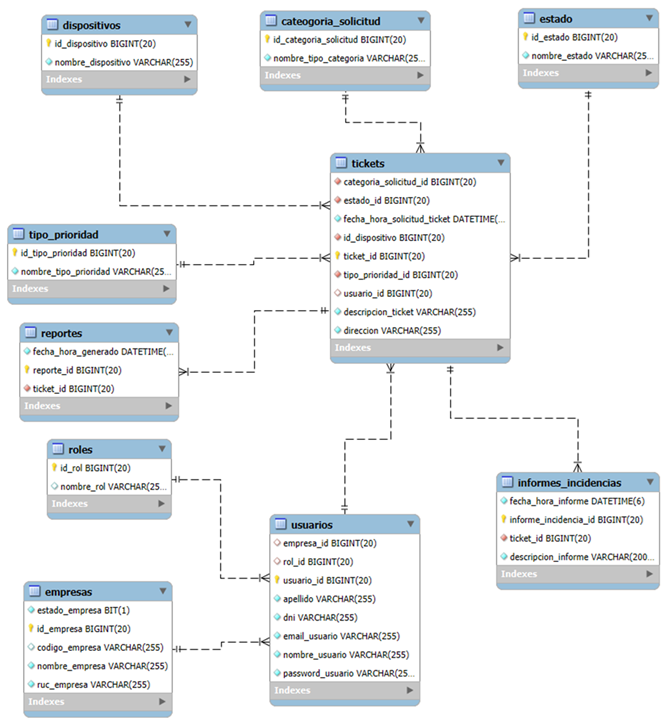 dispositivos
id_dispositivo BIGINT(20)
nombre_dispositivo VARCHAR(255)
Indexes
cateogoria_solicitud
id_categoria_solicitud BIGINT(20)
nombre_tipo_categoria VARCHAR(25...
Indexes
estado
id_estado BIGINT(20)
nombre_estado VARCHAR(25...
Indexes
tickets
categoria_solicitud_id BIGINT(20)
estado_id BIGINT(20)
fecha_hora_solicitud_ticket DATETIME(...
id_dispositivo BIGINT(20)
ticket_id BIGINT(20)
tipo_prioridad_id BIGINT(20)
usuario_id BIGINT(20)
descripcion_ticket VARCHAR(255)
direccion VARCHAR(255)
Indexes
tipo_prioridad
id_tipo_prioridad BIGINT(20)
nombre_tipo_prioridad VARCHAR(25...
Indexes
reportes
fecha_hora_generado DATETIME(...
reporte_id BIGINT(20)
ticket_id BIGINT(20)
Indexes
roles
id_rol BIGINT(20)
nombre_rol VARCHAR(25...
Indexes
informes_incidencias
fecha_hora_informe DATETIME(6)
informe_incidencia_id BIGINT(20)
ticket_id BIGINT(20)
descripcion_informe VARCHAR(200...
Indexes
usuarios
empresa_id BIGINT(20)
rol_id BIGINT(20)
usuario_id BIGINT(20)
apellido VARCHAR(255)
dni VARCHAR(255)
email_usuario VARCHAR(255)
nombre_usuario VARCHAR(255)
password_usuario VARCHAR(25...
Indexes
empresas
estado_empresa BIT(1)
id_empresa BIGINT(20)
codigo_empresa VARCHAR(255)
nombre_empresa VARCHAR(255)
ruc_empresa VARCHAR(255)
Indexes